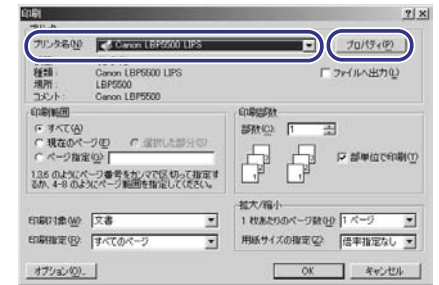 印刷
プリンタ名(N): Canon LBP5500 LIPS プロパティ(P)
種類: Canon LBP5500 LIPS ファイルへ出力(L)
場所: LBP5500
コメント: Canon LBP5500
印刷範囲
すべて(A)
現在のページ(E) 選択した部分(S)
ページ指定(G)
1,3,6 のようにページ番号をカンマで区切って指定す
るか、4-8 のようにページ範囲を指定してください。
印刷部数
部数(C): 1
部単位で印刷(T)
印刷対象(W): 文書
印刷指定(R): すべてのページ
拡大/縮小
1 枚あたりのページ数(H): 1 ページ
用紙サイズの指定(Z): 倍率指定なし
オプション(O)... OK キャンセル